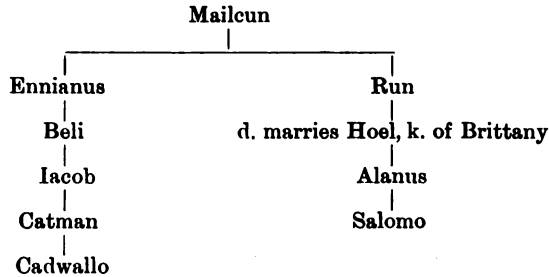 Mailcun
Ennianus Run
Beli d. marries Hoel, k. of Brittany
Iacob Alanus
Catman Salomo
Cadwallo